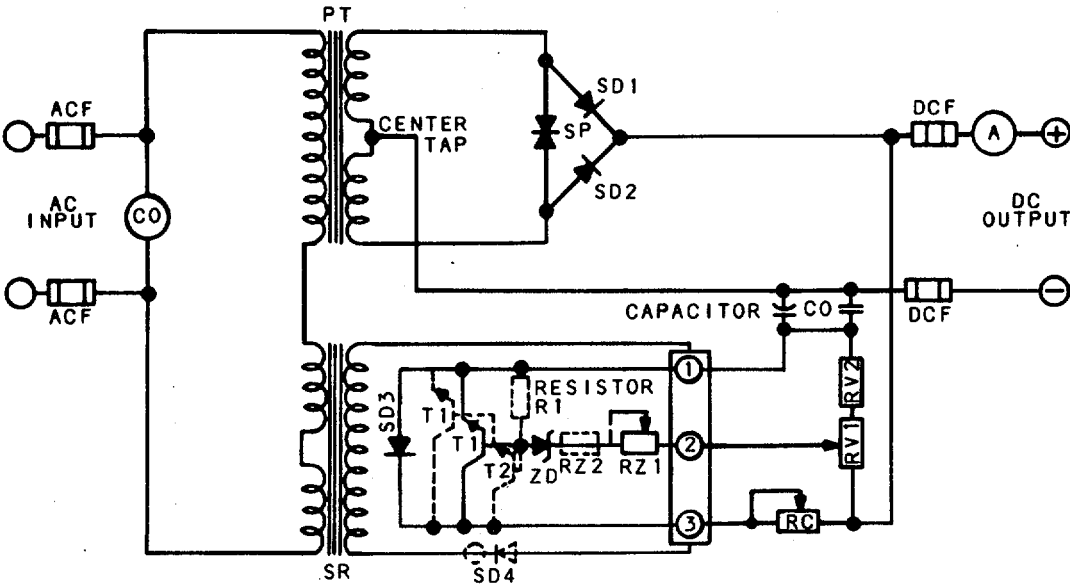 PT
ACF
CENTER
TAP
SD1
SP
SD2
DCF
A
+
AC
INPUT
CO
DC
OUTPUT
ACF
CAPACITOR
CO
DCF
−
1
RESISTOR
R1
RV2
SD3
T1
T1
T2
ZD
RZ2
RZ1
2
RV1
3
RC
SD4
SR